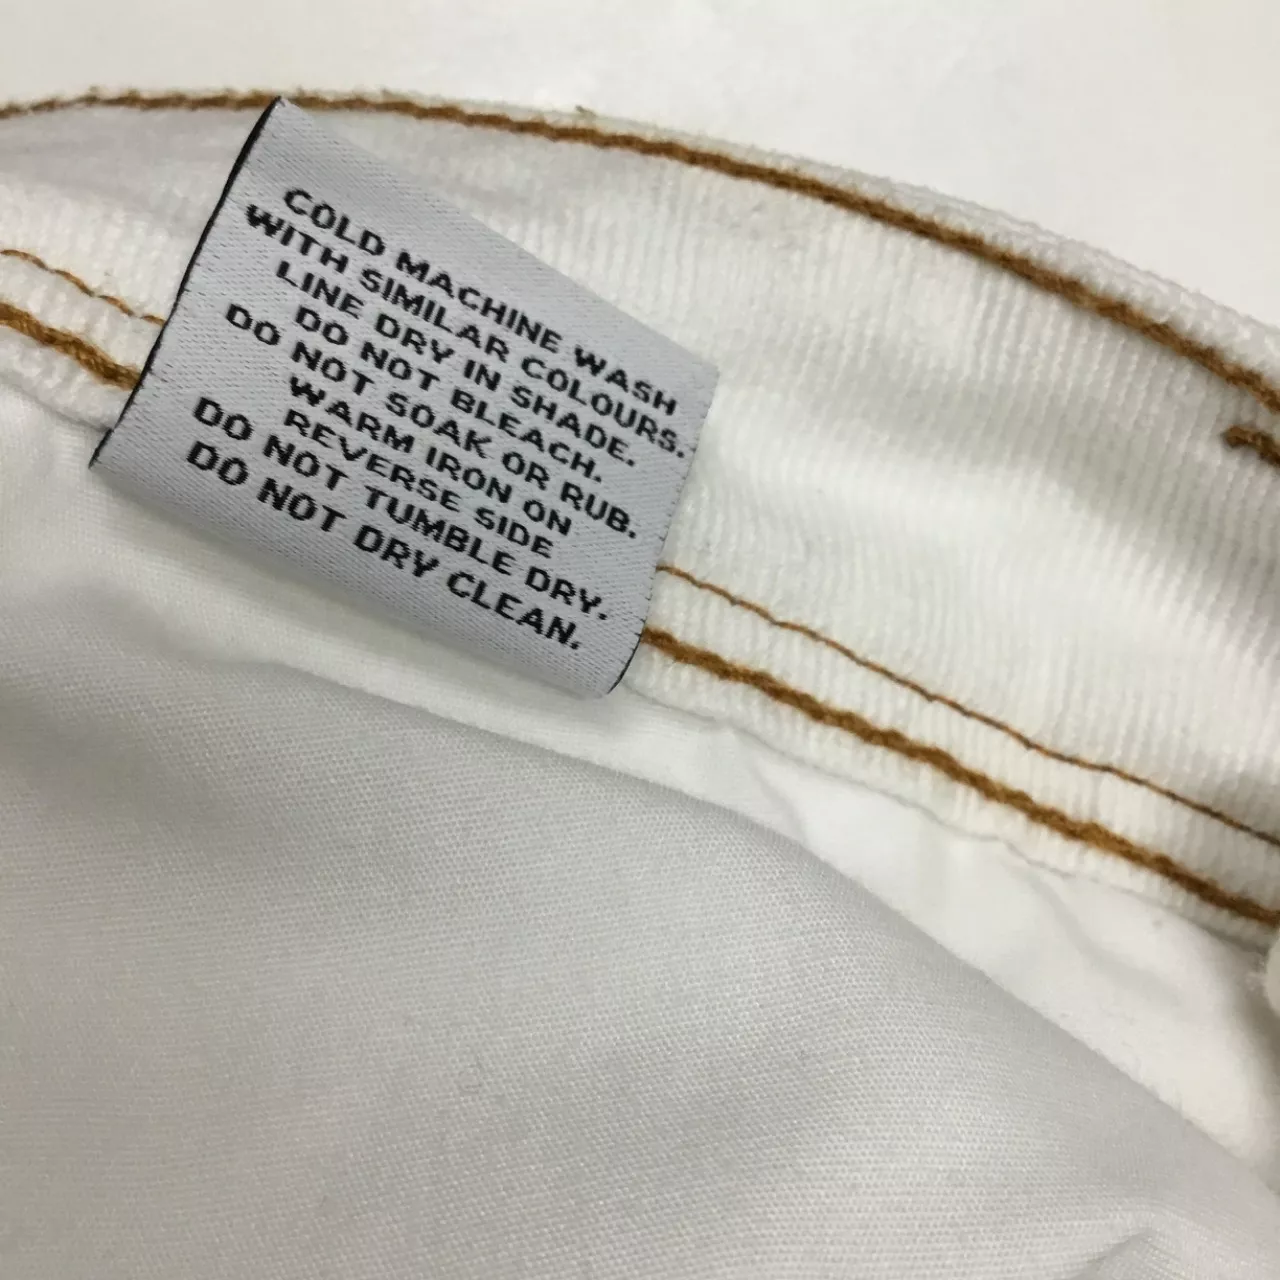 COLD MACHINE WASH
WITH SIMILAR COLOURS.
LINE DRY IN SHADE.
DO NOT BLEACH.
DO NOT SOAK OR RUB.
WARM IRON ON
REVERSE SIDE
DO NOT TUMBLE DRY.
DO NOT DRY CLEAN.